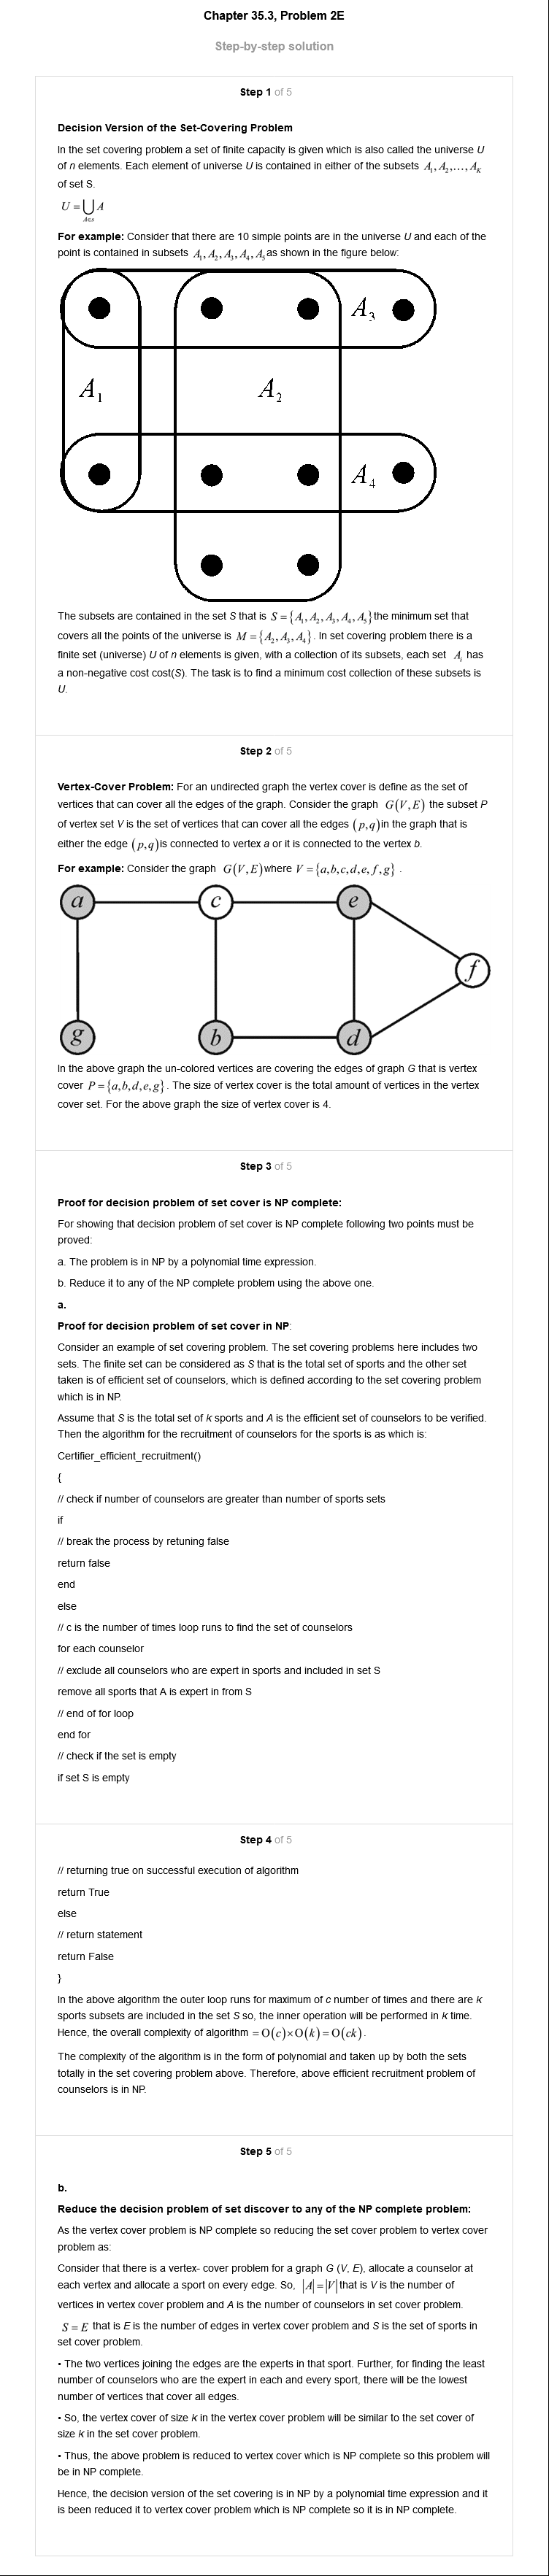 Chapter 35.3, Problem 2E
Step-by-step solution
Step 1 of 5
Decision Version of the Set-Covering Problem
In the set covering problem a set of finite capacity is given which is also called the universe U
of n elements. Each element of universe U is contained in either of the subsets A₁, A₂,..., A_K
of set S.
U = ⋃_{A∈s} A
For example: Consider that there are 10 simple points are in the universe U and each of the
point is contained in subsets A₁, A₂, A₃, A₄, A₅ as shown in the figure below:
A₃
A₁ A₂
A₄
The subsets are contained in the set S that is S = {A₁, A₂, A₃, A₄, A₅} the minimum set that
covers all the points of the universe is M = {A₂, A₃, A₄}. In set covering problem there is a
finite set (universe) U of n elements is given, with a collection of its subsets, each set A_i has
a non-negative cost cost(S). The task is to find a minimum cost collection of these subsets is
U.
Step 2 of 5
Vertex-Cover Problem: For an undirected graph the vertex cover is define as the set of
vertices that can cover all the edges of the graph. Consider the graph G(V,E) the subset P
of vertex set V is the set of vertices that can cover all the edges (p,q) in the graph that is
either the edge (p,q) is connected to vertex a or it is connected to the vertex b.
For example: Consider the graph G(V,E) where V = {a,b,c,d,e,f,g} .
a c e
f
g b d
In the above graph the un-colored vertices are covering the edges of graph G that is vertex
cover P = {a,b,d,e,g}. The size of vertex cover is the total amount of vertices in the vertex
cover set. For the above graph the size of vertex cover is 4.
Step 3 of 5
Proof for decision problem of set cover is NP complete:
For showing that decision problem of set cover is NP complete following two points must be
proved:
a. The problem is in NP by a polynomial time expression.
b. Reduce it to any of the NP complete problem using the above one.
a.
Proof for decision problem of set cover in NP:
Consider an example of set covering problem. The set covering problems here includes two
sets. The finite set can be considered as S that is the total set of sports and the other set
taken is of efficient set of counselors, which is defined according to the set covering problem
which is in NP.
Assume that S is the total set of k sports and A is the efficient set of counselors to be verified.
Then the algorithm for the recruitment of counselors for the sports is as which is:
Certifier_efficient_recruitment()
{
// check if number of counselors are greater than number of sports sets
if
// break the process by retuning false
return false
end
else
// c is the number of times loop runs to find the set of counselors
for each counselor
// exclude all counselors who are expert in sports and included in set S
remove all sports that A is expert in from S
// end of for loop
end for
// check if the set is empty
if set S is empty
Step 4 of 5
// returning true on successful execution of algorithm
return True
else
// return statement
return False
}
In the above algorithm the outer loop runs for maximum of c number of times and there are k
sports subsets are included in the set S so, the inner operation will be performed in k time.
Hence, the overall complexity of algorithm = O(c)×O(k) = O(ck).
The complexity of the algorithm is in the form of polynomial and taken up by both the sets
totally in the set covering problem above. Therefore, above efficient recruitment problem of
counselors is in NP.
Step 5 of 5
b.
Reduce the decision problem of set discover to any of the NP complete problem:
As the vertex cover problem is NP complete so reducing the set cover problem to vertex cover
problem as:
Consider that there is a vertex- cover problem for a graph G (V, E), allocate a counselor at
each vertex and allocate a sport on every edge. So, |A| = |V| that is V is the number of
vertices in vertex cover problem and A is the number of counselors in set cover problem.
S = E that is E is the number of edges in vertex cover problem and S is the set of sports in
set cover problem.
• The two vertices joining the edges are the experts in that sport. Further, for finding the least
number of counselors who are the expert in each and every sport, there will be the lowest
number of vertices that cover all edges.
• So, the vertex cover of size k in the vertex cover problem will be similar to the set cover of
size k in the set cover problem.
• Thus, the above problem is reduced to vertex cover which is NP complete so this problem will
be in NP complete.
Hence, the decision version of the set covering is in NP by a polynomial time expression and it
is been reduced it to vertex cover problem which is NP complete so it is in NP complete.